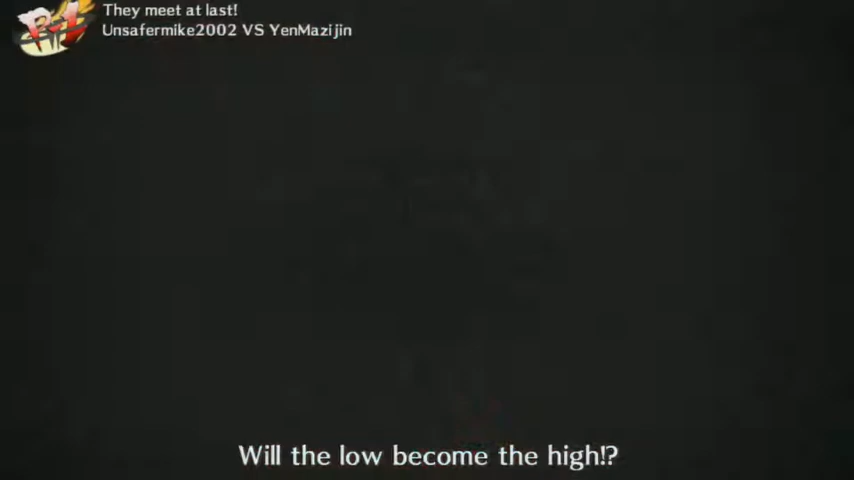 They meet at last!
Unsafermike2002 VS YenMazijin
Will the low become the high!?